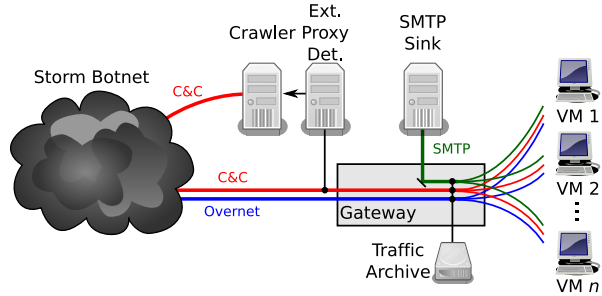 Ext.
Crawler Proxy
Det.
SMTP
Sink
Storm Botnet
C&C
SMTP
VM 1
C&C
Overnet
Gateway
VM 2
Traffic
Archive
VM n